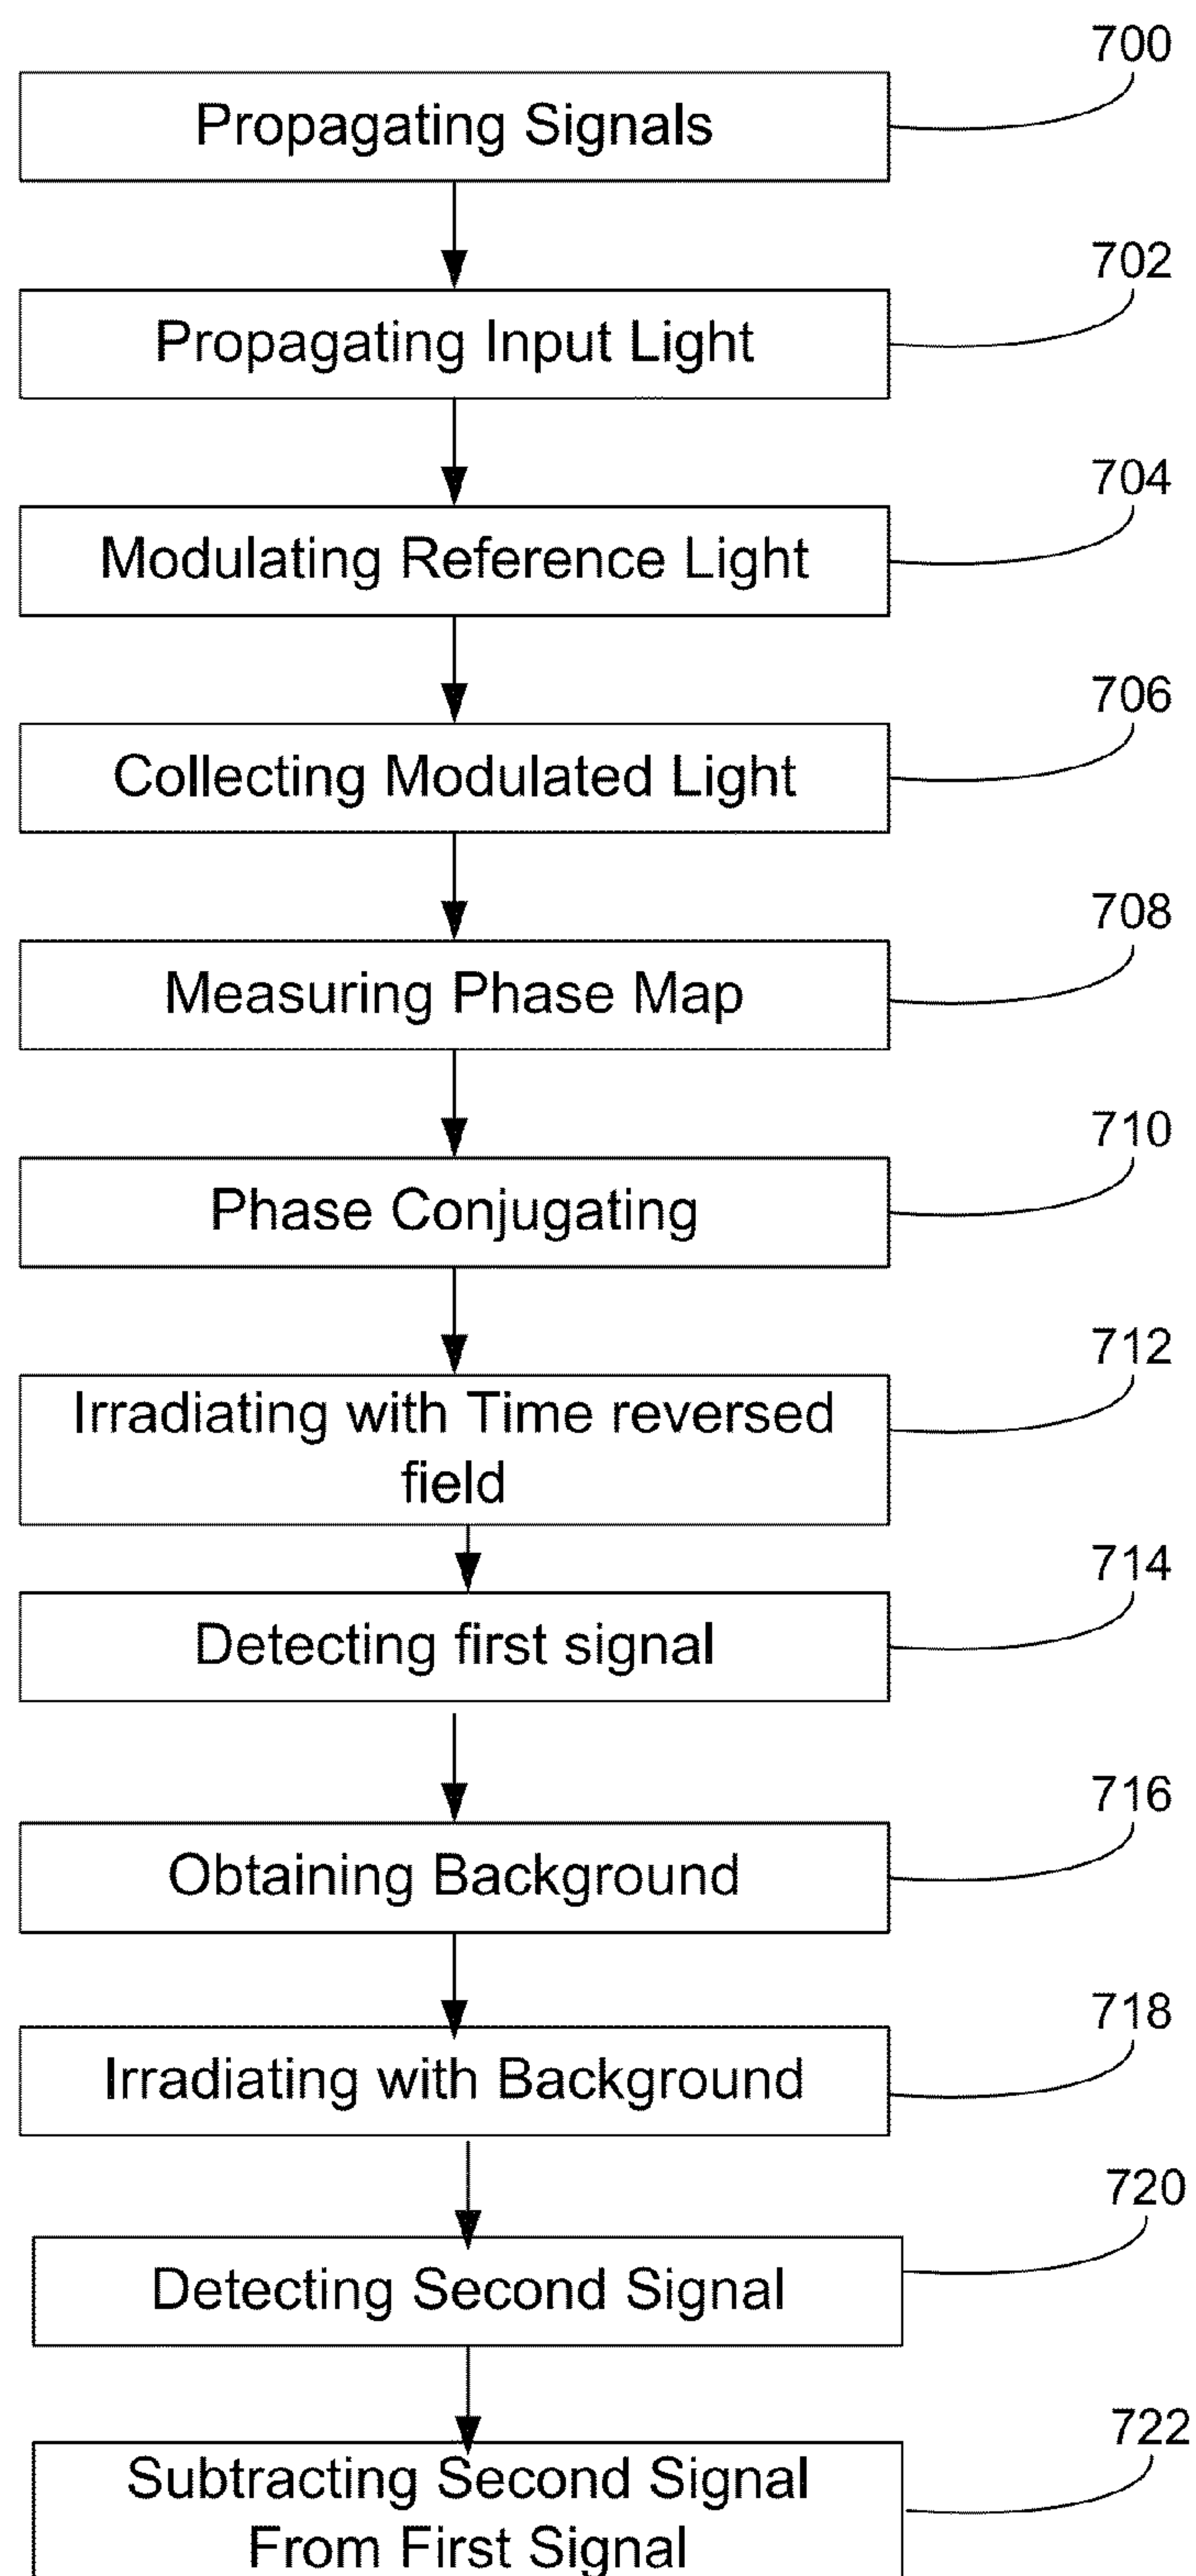 700
Propagating Signals
702
Propagating Input Light
704
Modulating Reference Light
706
Collecting Modulated Light
708
Measuring Phase Map
710
Phase Conjugating
712
Irradiating with Time reversed
field
714
Detecting first signal
716
Obtaining Background
718
Irradiating with Background
720
Detecting Second Signal
722
Subtracting Second Signal
From First Signal